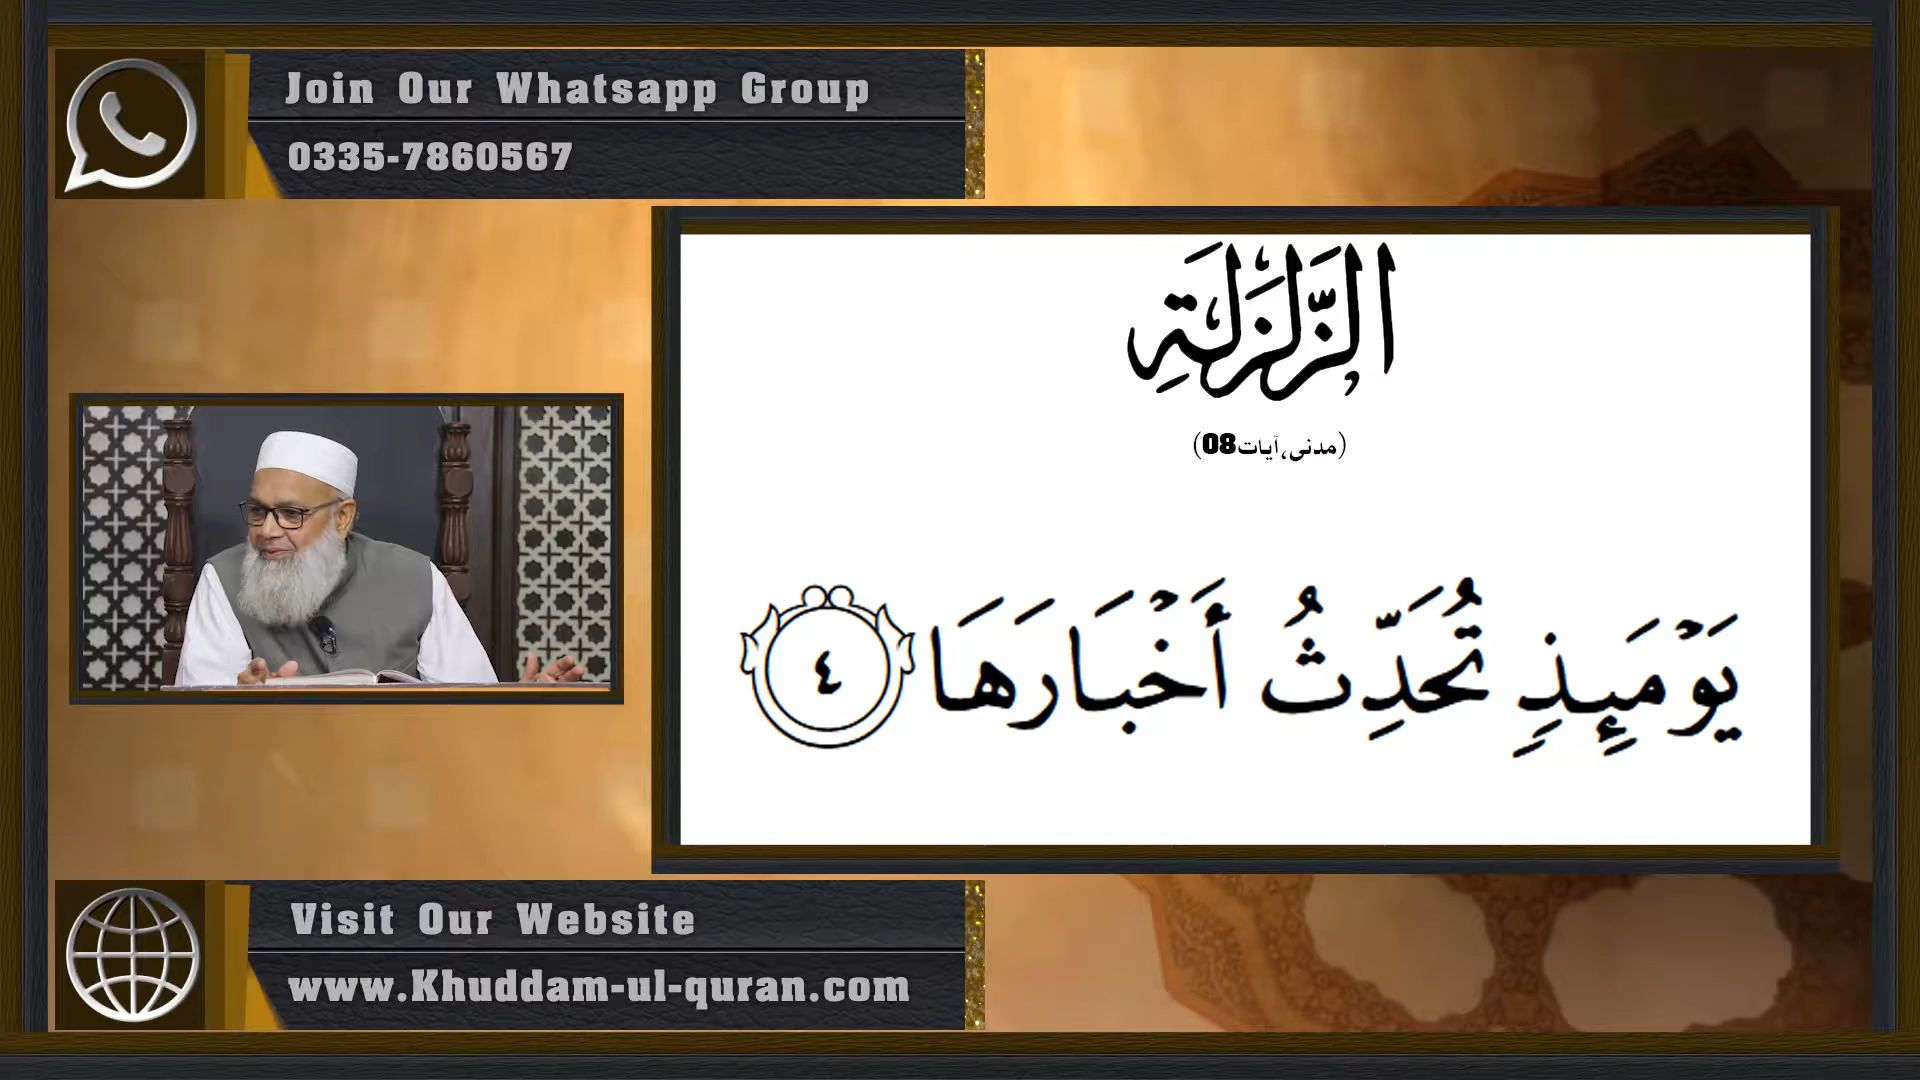 Join Our Whatsapp Group
0335-7860567
الزَّلْزَلَةِ
(مدنی، آیات 08)
يَوْمَئِذٍ تُحَدِّثُ أَخْبَارَهَا ٤
Visit Our Website
www.Khuddam-ul-quran.com